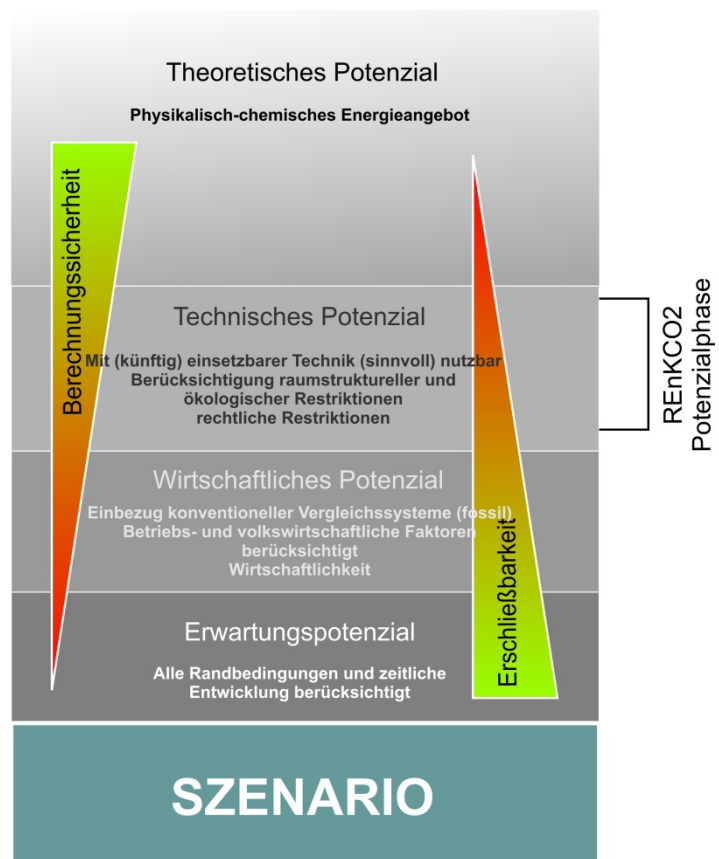 Theoretisches Potenzial
Physikalisch-chemisches Energieangebot
Berechnungssicherheit
Technisches Potenzial
Mit (künftig) einsetzbarer Technik (sinnvoll) nutzbar
Berücksichtigung raumstruktureller und
ökologischer Restriktionen
rechtliche Restriktionen
REnKCO2
Potenzialphase
Wirtschaftliches Potenzial
Einbezug konventioneller Vergleichssysteme (fossil)
Betriebs- und volkswirtschaftliche Faktoren
berücksichtigt
Wirtschaftlichkeit
Erschließbarkeit
Erwartungspotenzial
Alle Randbedingungen und zeitliche
Entwicklung berücksichtigt
SZENARIO